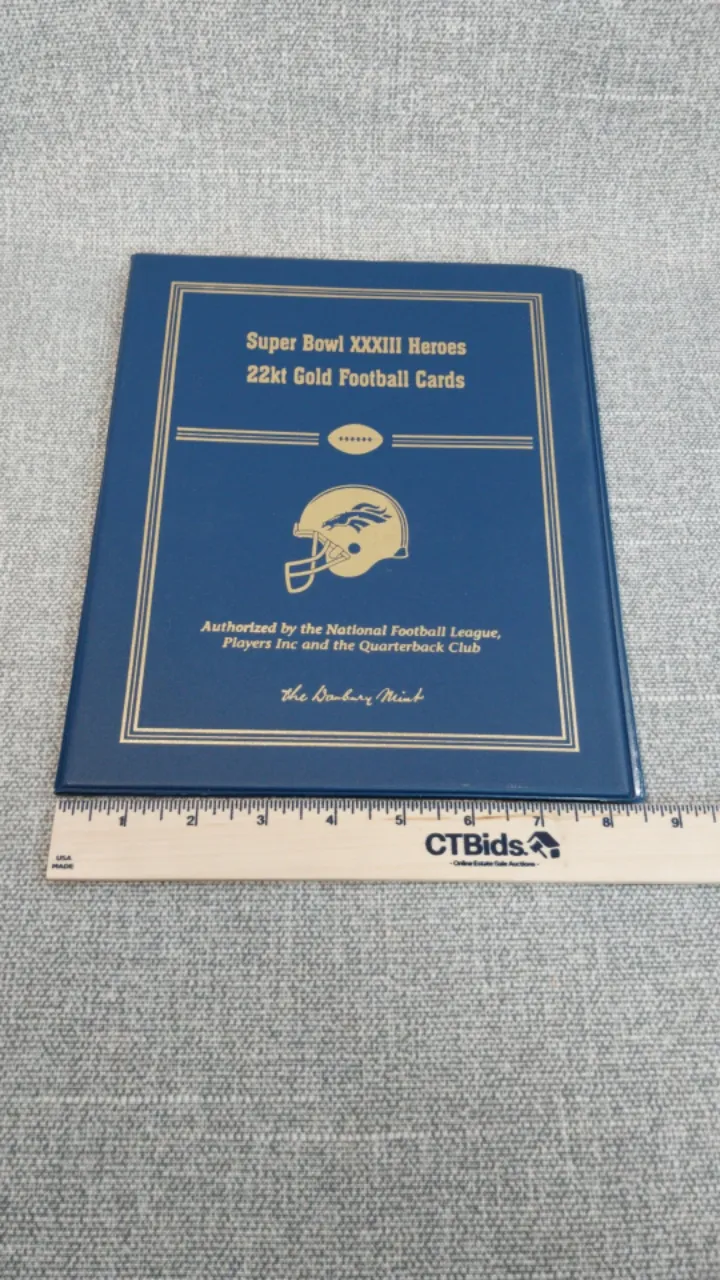 Super Bowl XXXIII Heroes
22kt Gold Football Cards
Authorized by the National Football League,
Players Inc and the Quarterback Club
The Danbury Mint
1 2 3 4 5 6 7 8 9
USA
MADE
CTBids.
- Online Estate Sale Auctions -